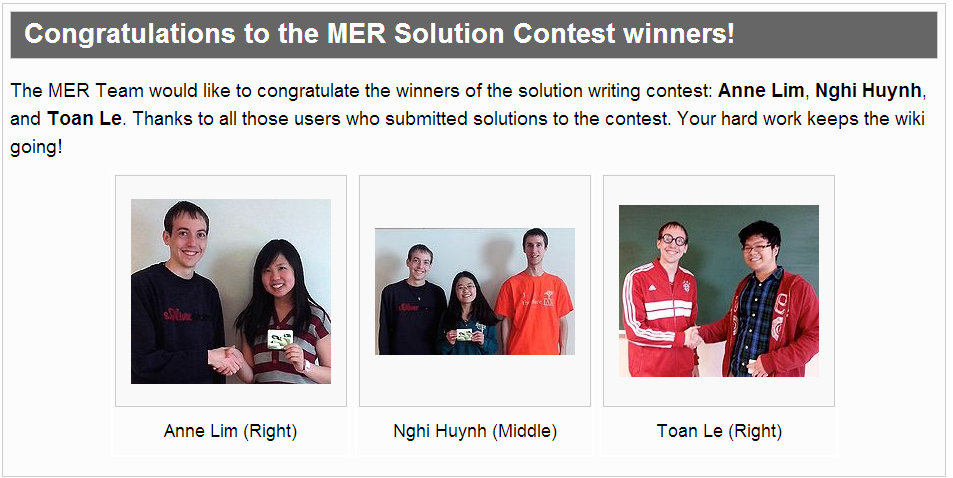 Congratulations to the MER Solution Contest winners!
The MER Team would like to congratulate the winners of the solution writing contest: Anne Lim, Nghi Huynh,
and Toan Le. Thanks to all those users who submitted solutions to the contest. Your hard work keeps the wiki
going!
Anne Lim (Right)
Nghi Huynh (Middle)
Toan Le (Right)